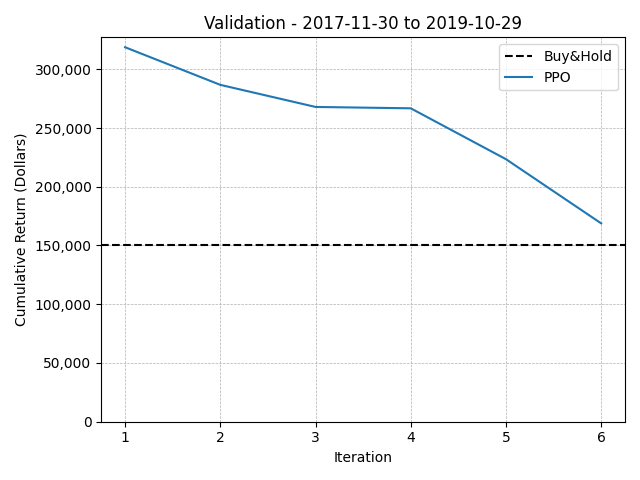 Validation - 2017-11-30 to 2019-10-29
Buy&Hold
PPO
Cumulative Return (Dollars)
300,000
250,000
200,000
150,000
100,000
50,000
0
1 2 3 4 5 6
Iteration